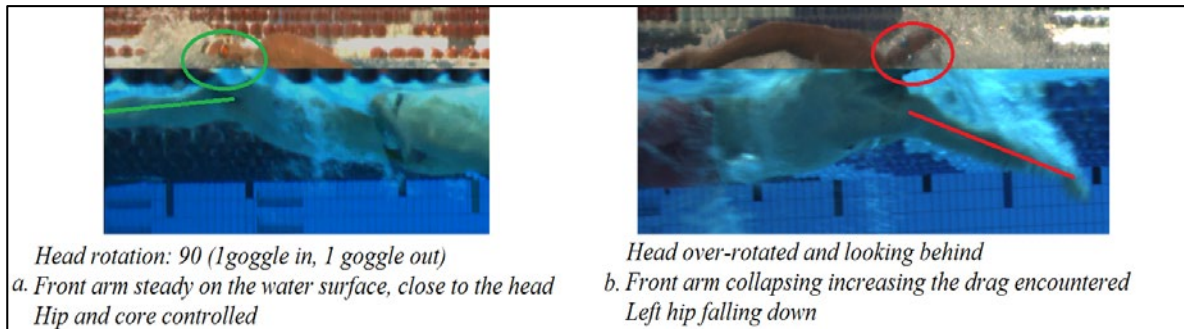 Head rotation: 90 (1goggle in, 1 goggle out)
a. Front arm steady on the water surface, close to the head
Hip and core controlled
Head over-rotated and looking behind
b. Front arm collapsing increasing the drag encountered
Left hip falling down